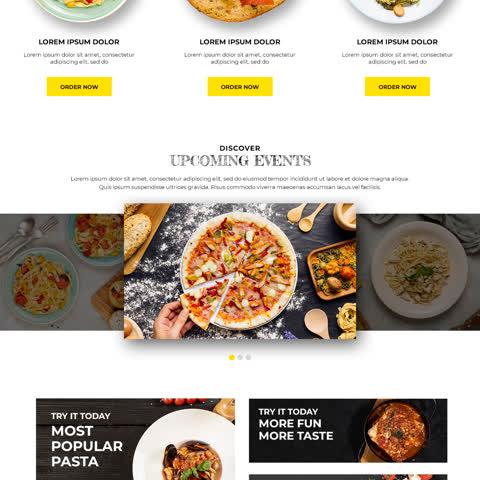 LOREM IPSUM DOLOR
Lorem ipsum dolor sit amet, consectetur
adipiscing elit, sed do
ORDER NOW
LOREM IPSUM DOLOR
Lorem ipsum dolor sit amet, consectetur
adipiscing elit, sed do
ORDER NOW
LOREM IPSUM DOLOR
Lorem ipsum dolor sit amet, consectetur
adipiscing elit, sed do
ORDER NOW
DISCOVER
UPCOMING EVENTS
Lorem ipsum dolor sit amet, consectetur adipiscing elit, sed do eiusmod tempor incididunt ut labore et dolore magna aliqua.
Quis ipsum suspendisse ultrices gravida. Risus commodo viverra maecenas accumsan lacus vel facilisis.
TRY IT TODAY
MOST
POPULAR
PASTA
TRY IT TODAY
MORE FUN
MORE TASTE